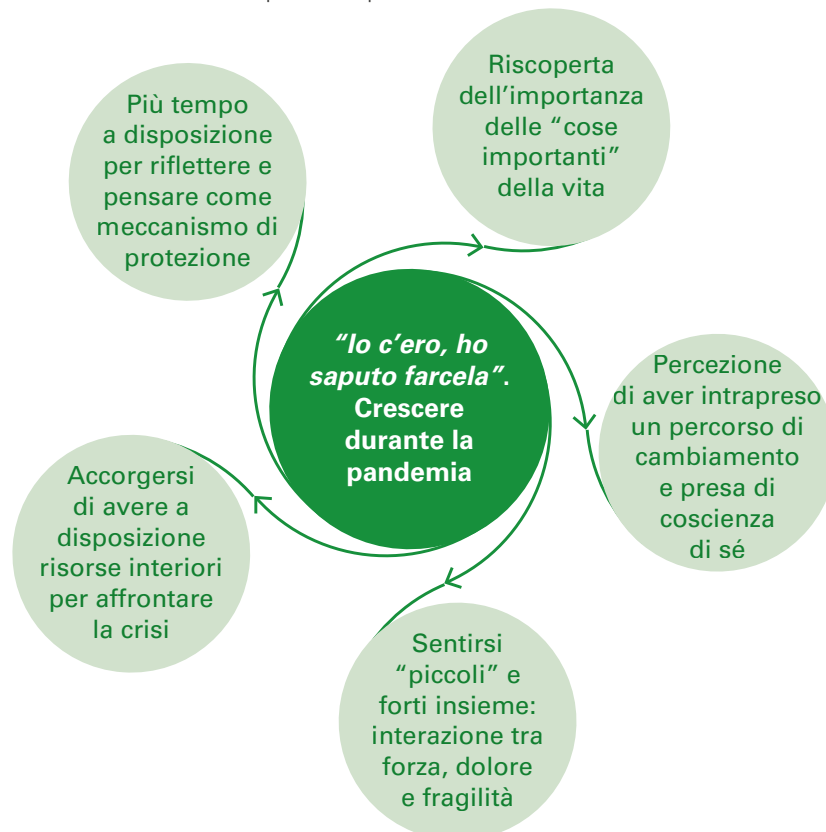 Più tempo
a disposizione
per riflettere e
pensare come
meccanismo di
protezione
Riscoperta
dell'importanza
delle “cose
importanti”
della vita
“Io c'ero, ho
saputo farcela”.
Crescere
durante la
pandemia
Percezione
di aver intrapreso
un percorso di
cambiamento
e presa di
coscienza
di sé
Accorgersi
di avere a
disposizione
risorse interiori
per affrontare
la crisi
Sentirsi
“piccoli” e
forti insieme:
interazione tra
forza, dolore
e fragilità